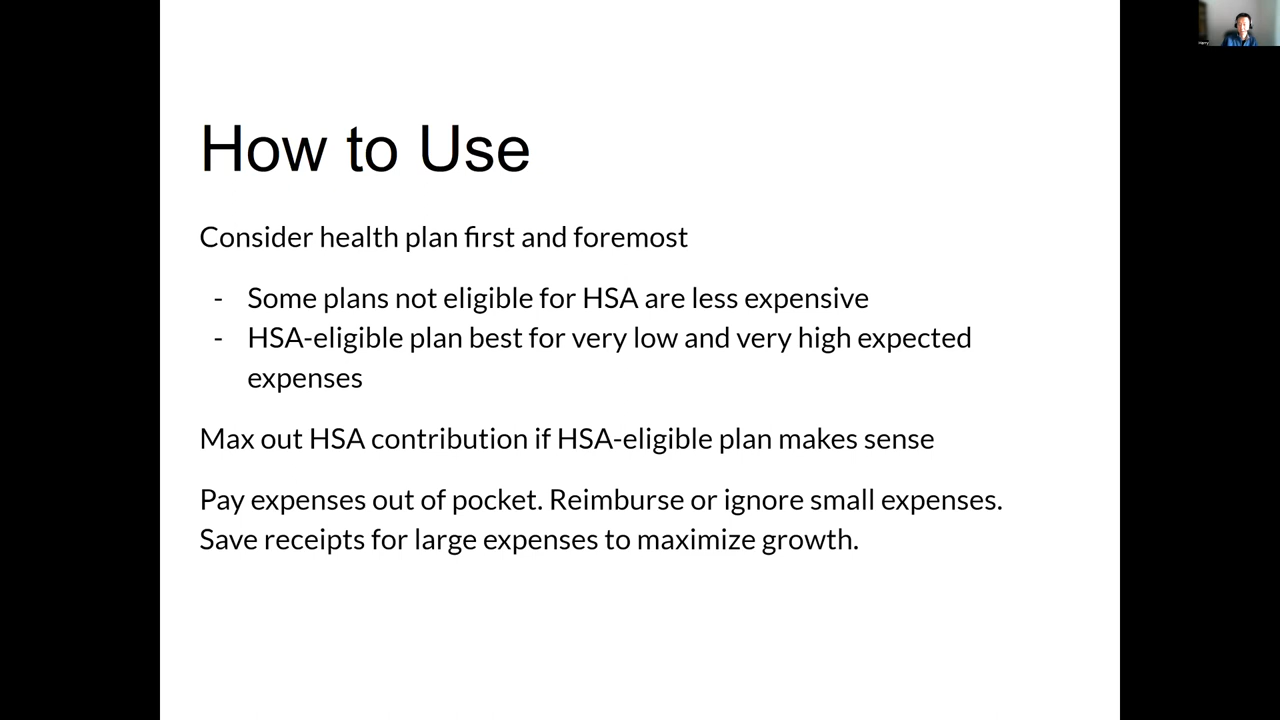 How to Use
Consider health plan first and foremost
- Some plans not eligible for HSA are less expensive
- HSA-eligible plan best for very low and very high expected
expenses
Max out HSA contribution if HSA-eligible plan makes sense
Pay expenses out of pocket. Reimburse or ignore small expenses.
Save receipts for large expenses to maximize growth.